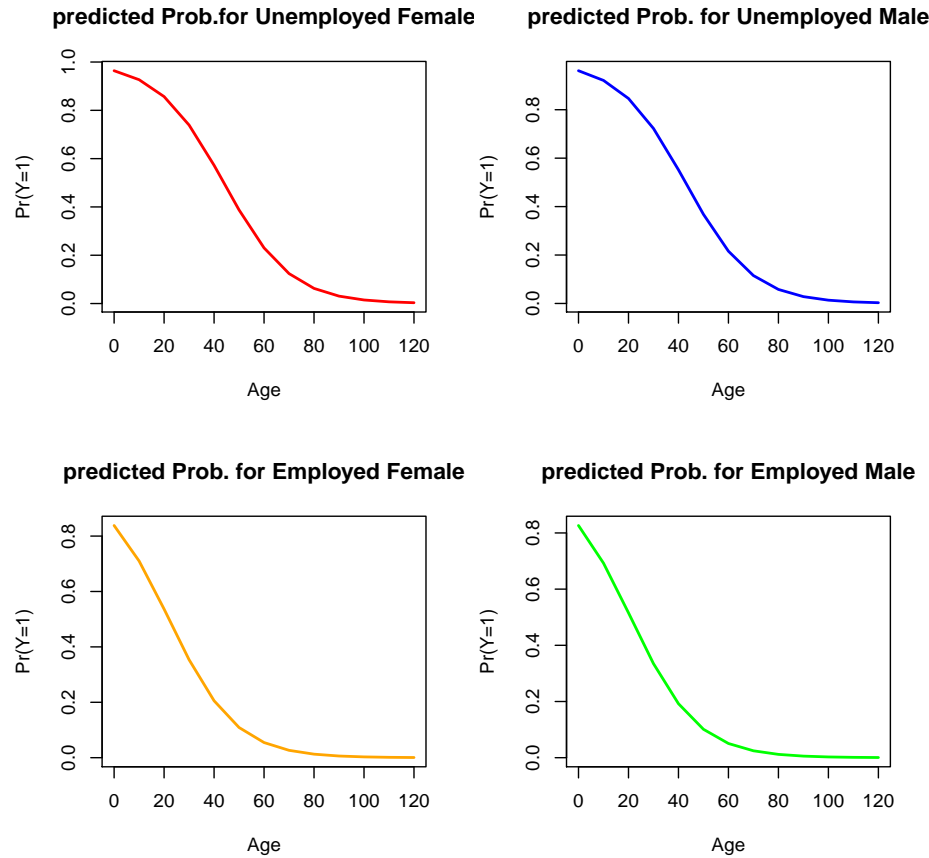 predicted Prob.for Unemployed Female
Pr(Y=1)
1.0
0.8
0.6
0.4
0.2
0.0
0 20 40 60 80 100 120
Age
predicted Prob. for Unemployed Male
Pr(Y=1)
0.8
0.6
0.4
0.2
0.0
0 20 40 60 80 100 120
Age
predicted Prob. for Employed Female
Pr(Y=1)
0.8
0.6
0.4
0.2
0.0
0 20 40 60 80 100 120
Age
predicted Prob. for Employed Male
Pr(Y=1)
0.8
0.6
0.4
0.2
0.0
0 20 40 60 80 100 120
Age